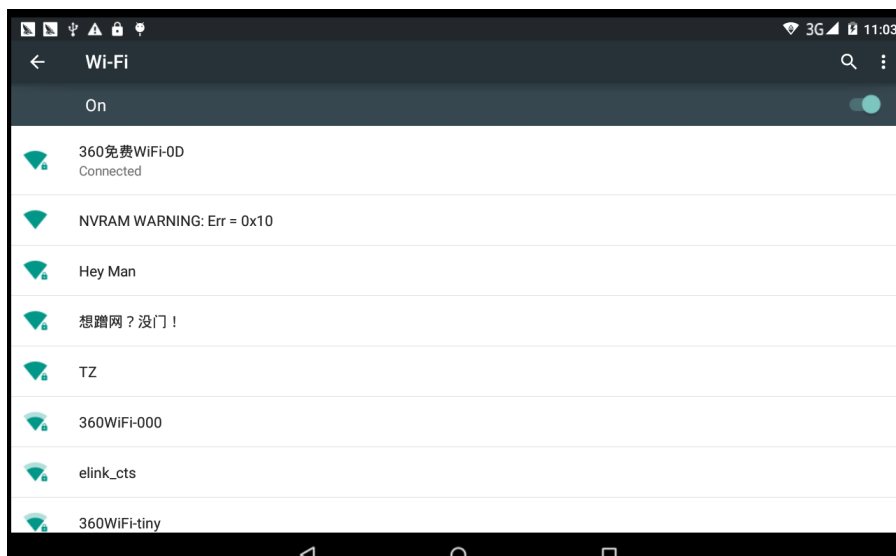 3G 11:03
Wi-Fi
On
360免费WiFi-0D
Connected
NVRAM WARNING: Err = 0x10
Hey Man
想蹭网？没门！
TZ
360WiFi-000
elink_cts
360WiFi-tiny